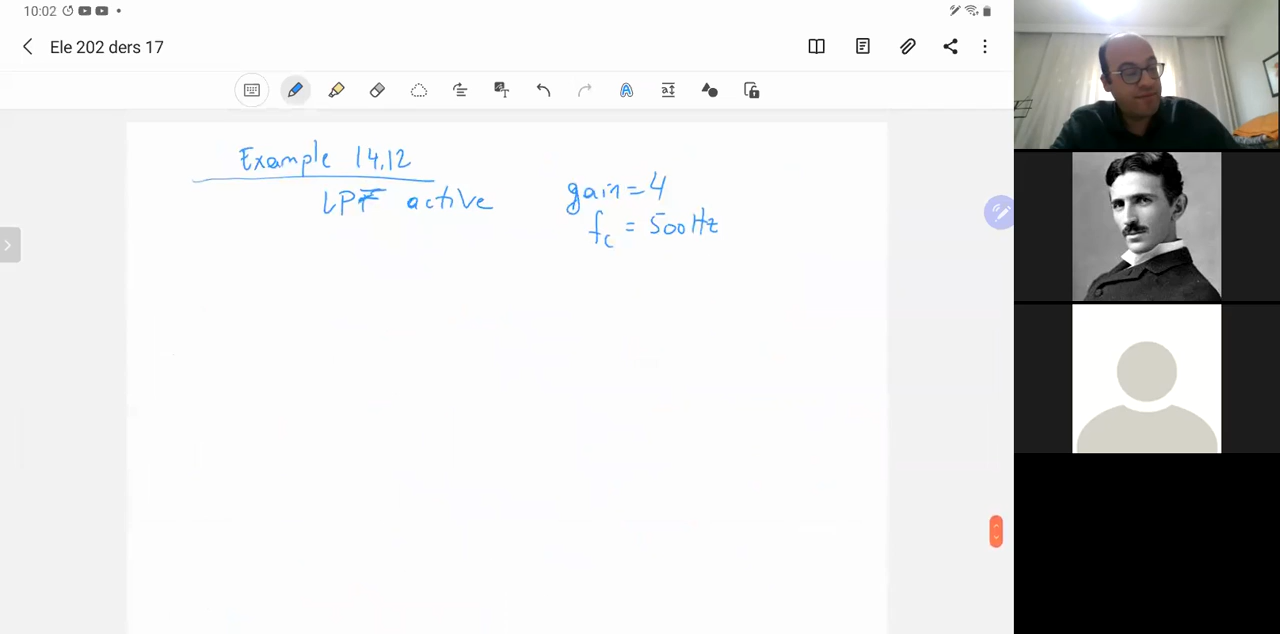 10:02
Ele 202 ders 17
Example 14.12
LPF active
gain = 4
fc = 500Hz